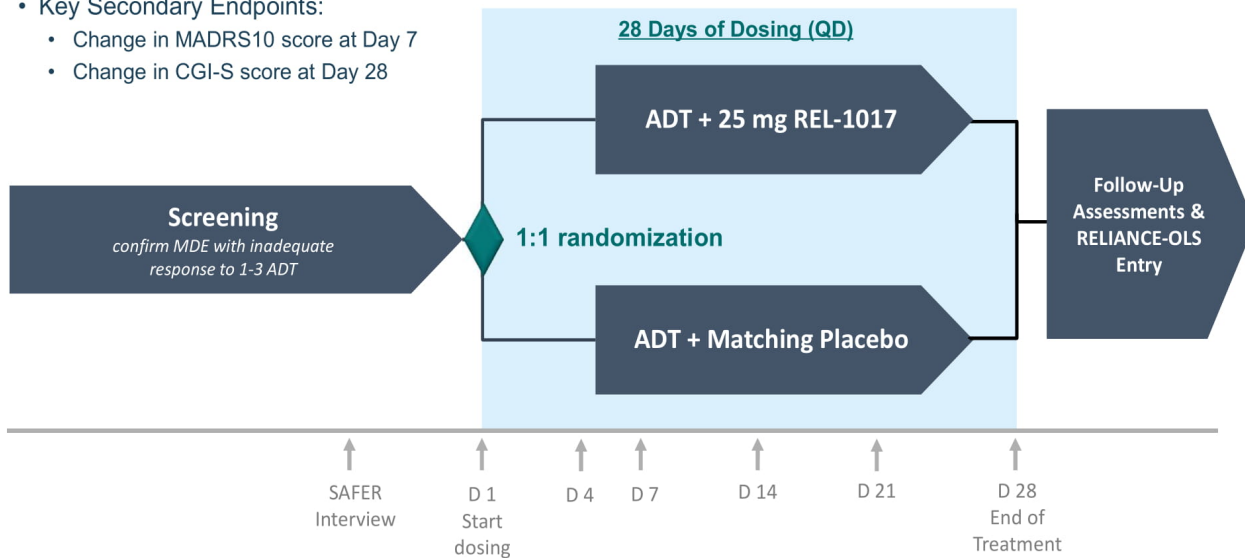 • Key Secondary Endpoints:
• Change in MADRS10 score at Day 7
• Change in CGI-S score at Day 28
28 Days of Dosing (QD)
ADT + 25 mg REL-1017
Screening
confirm MDE with inadequate
response to 1-3 ADT
1:1 randomization
ADT + Matching Placebo
Follow-Up
Assessments &
RELIANCE-OLS
Entry
SAFER
Interview
D 1
Start
dosing
D 4
D 7
D 14
D 21
D 28
End of
Treatment